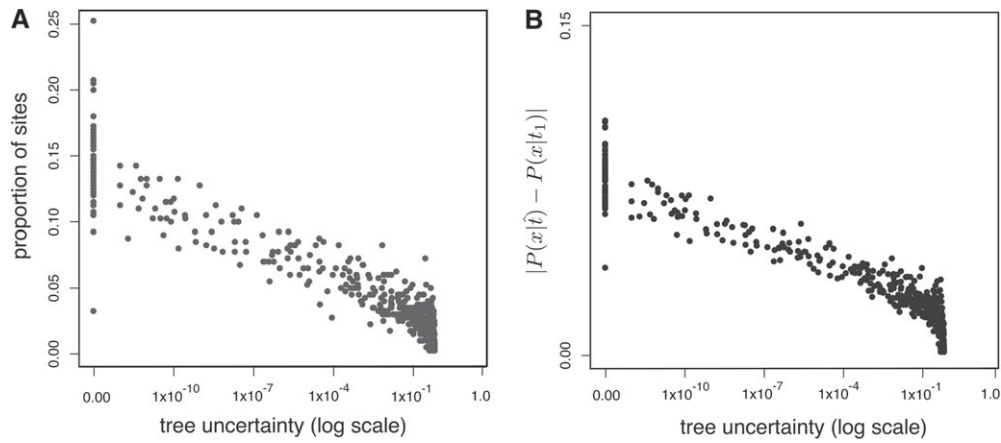 A
proportion of sites
0.25
0.20
0.15
0.10
0.05
0.00
0.00 1x10⁻¹⁰ 1x10⁻⁷ 1x10⁻⁴ 1x10⁻¹ 1.0
tree uncertainty (log scale)
B
|P(x|t̂) − P(x|t₁)|
0.15
0.00
0.00 1x10⁻¹⁰ 1x10⁻⁷ 1x10⁻⁴ 1x10⁻¹ 1.0
tree uncertainty (log scale)